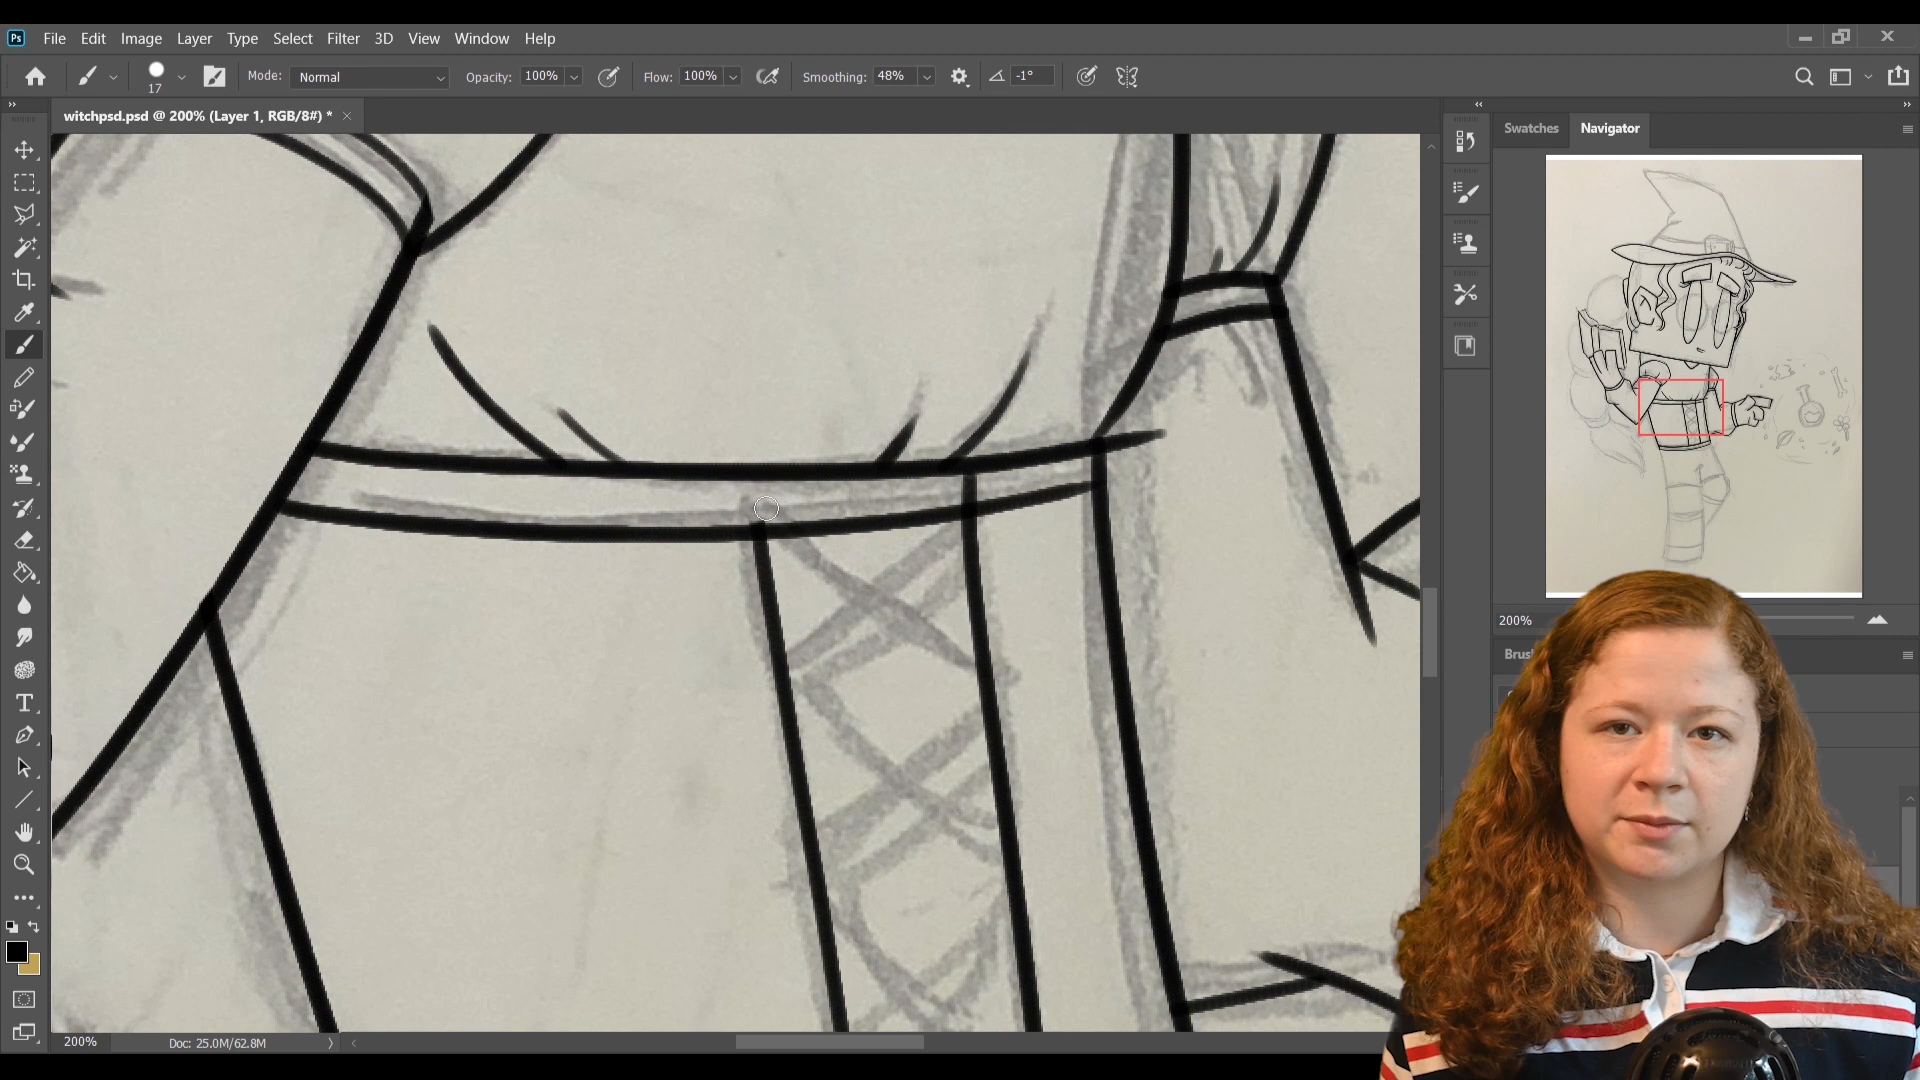 Ps File Edit Image Layer Type Select Filter 3D View Window Help
17 Mode: Normal Opacity: 100% Flow: 100% Smoothing: 48% -1°
witchpsd.psd @ 200% (Layer 1, RGB/8#) *
Swatches Navigator
200%
200% Doc: 25.0M/62.8M